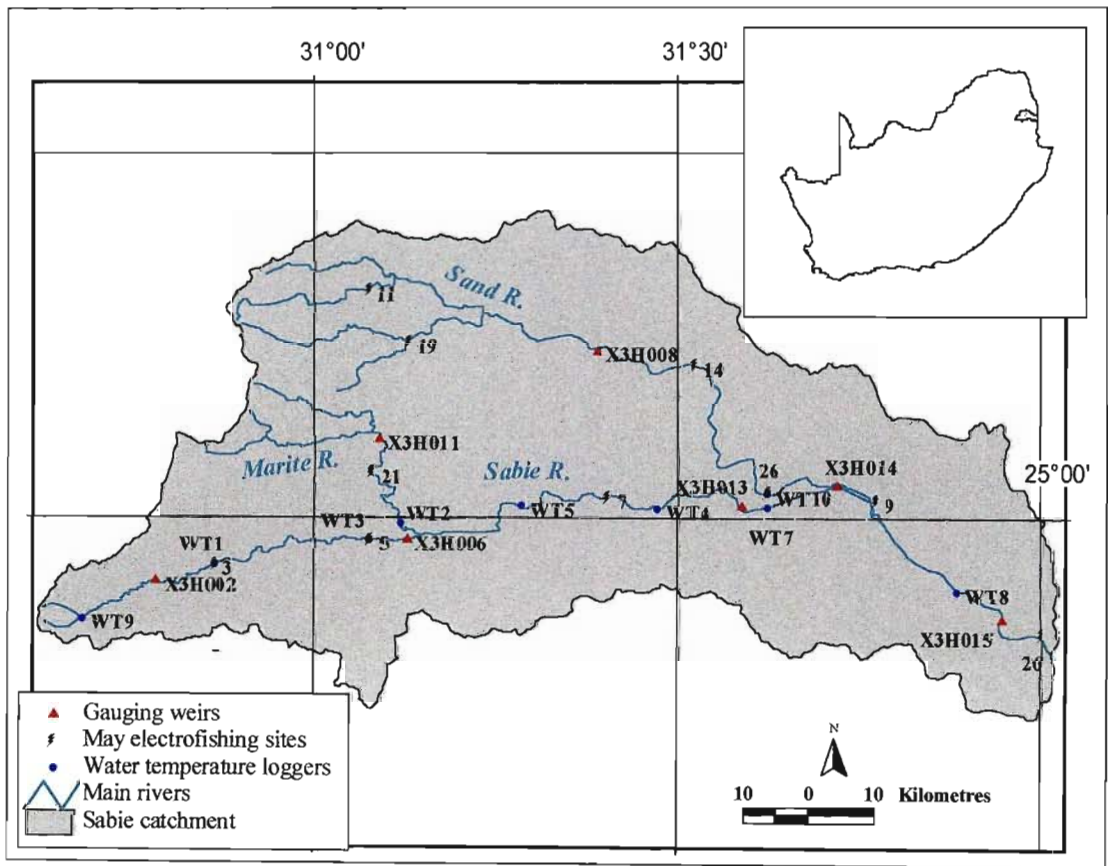 31°00'
31°30'
Sand R.
11
19
X3H008
14
X3H011
Marite R.
21
Sabie R.
26
X3H014
25°00'
X3H013
WT10
9
WT3
WT2
WT5
7
WT4
WT7
WT1
5
X3H006
3
X3H002
WT9
WT8
X3H015
26
Gauging weirs
May electrofishing sites
Water temperature loggers
Main rivers
Sabie catchment
N
10 0 10 Kilometres